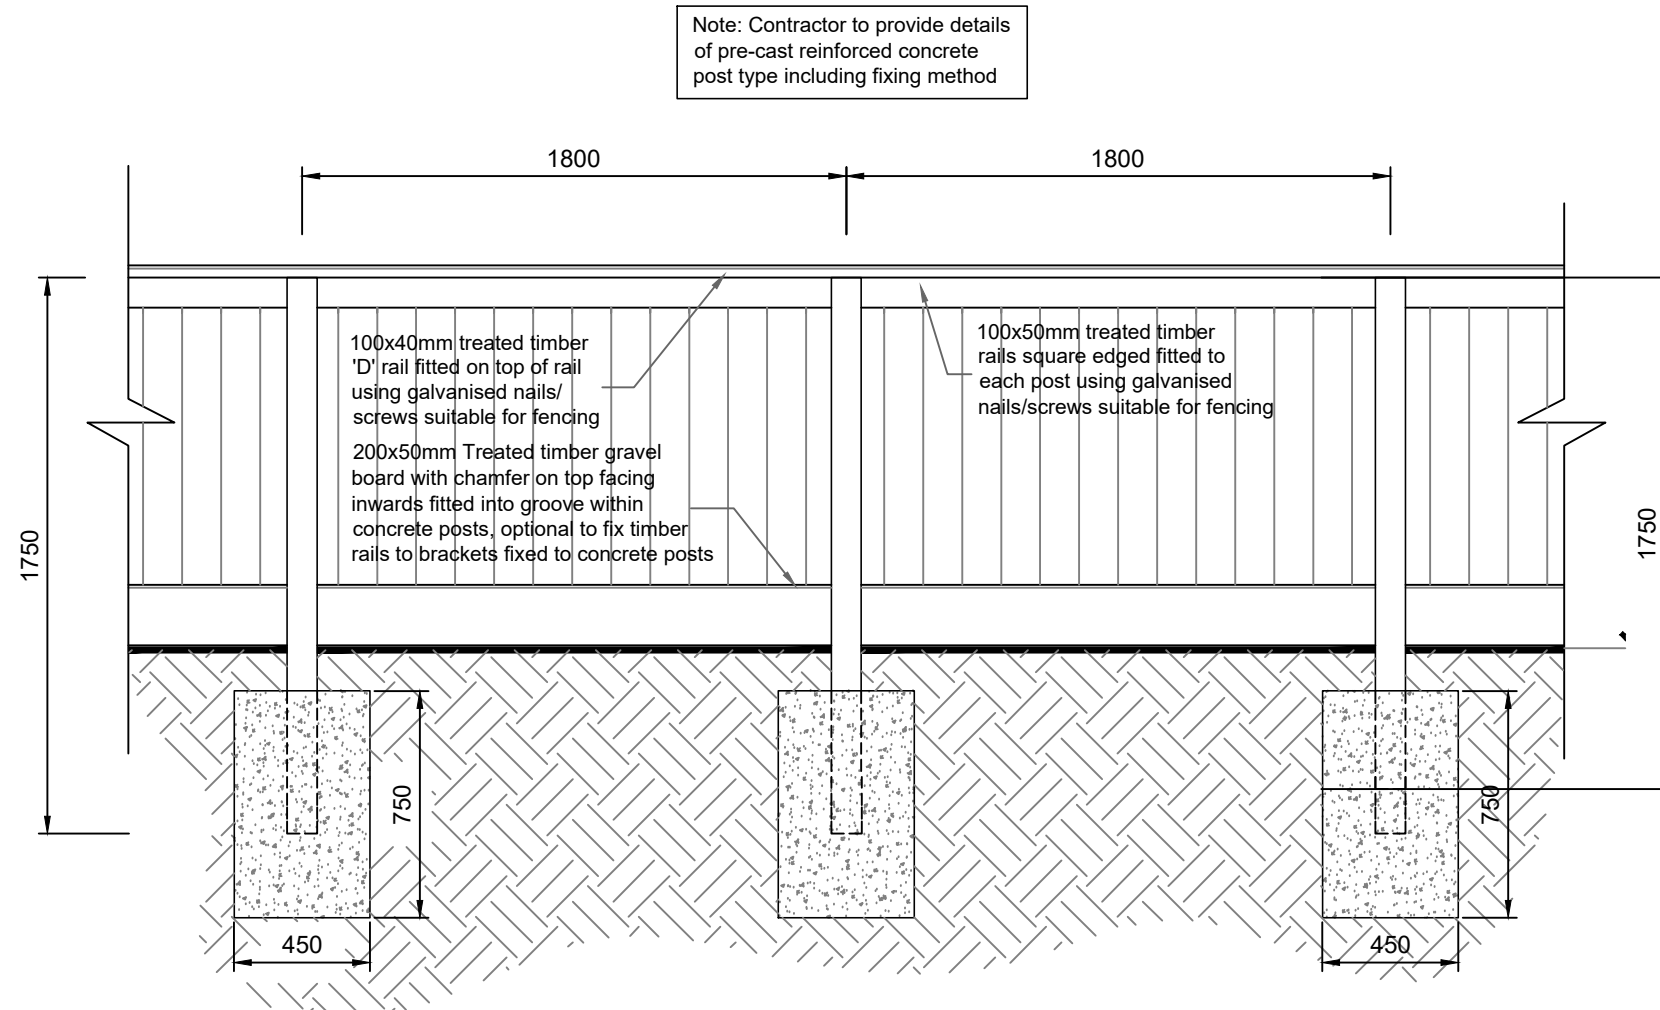 Note: Contractor to provide details
of pre-cast reinforced concrete
post type including fixing method
1800
1800
100x40mm treated timber
'D' rail fitted on top of rail
using galvanised nails/
screws suitable for fencing
100x50mm treated timber
rails square edged fitted to
each post using galvanised
nails/screws suitable for fencing
200x50mm Treated timber gravel
board with chamfer on top facing
inwards fitted into groove within
concrete posts, optional to fix timber
rails to brackets fixed to concrete posts
1750
1750
750
750
450
450